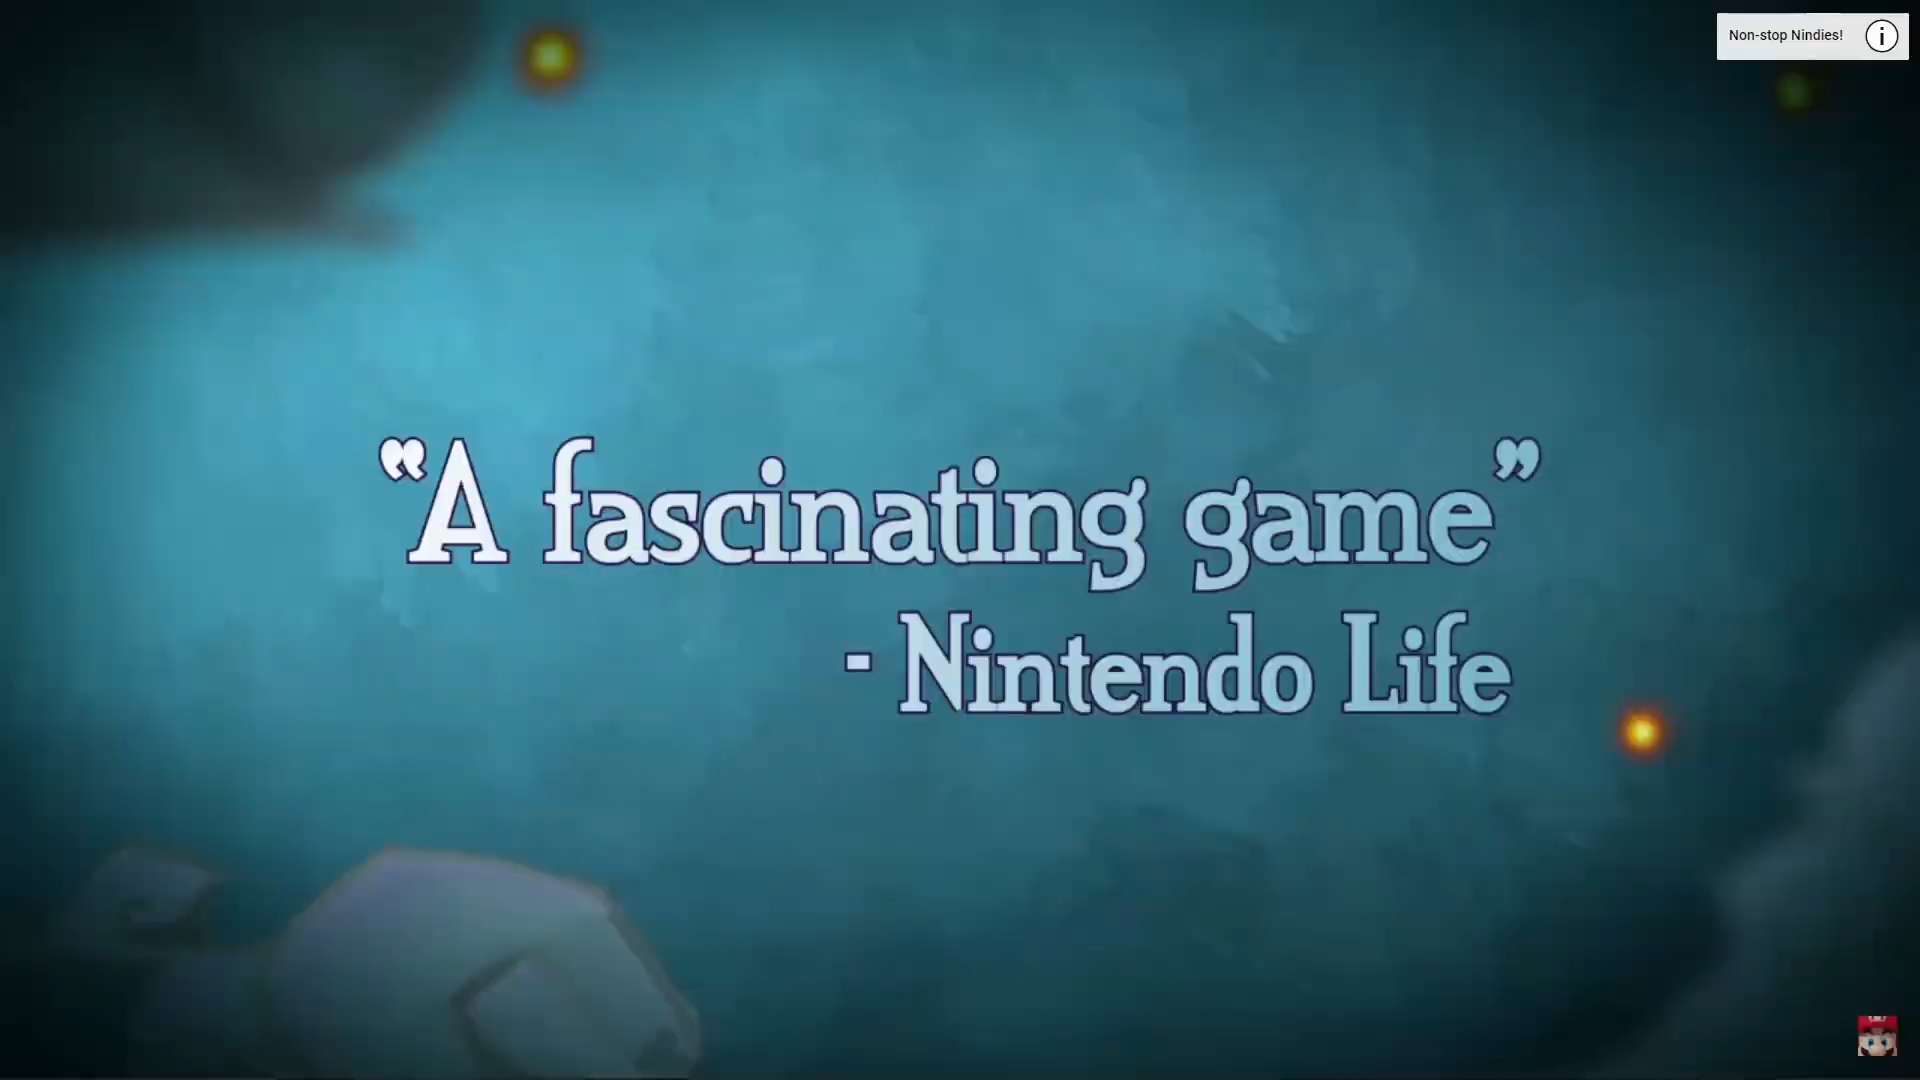 Non-stop Nindies!
“A fascinating game”
- Nintendo Life